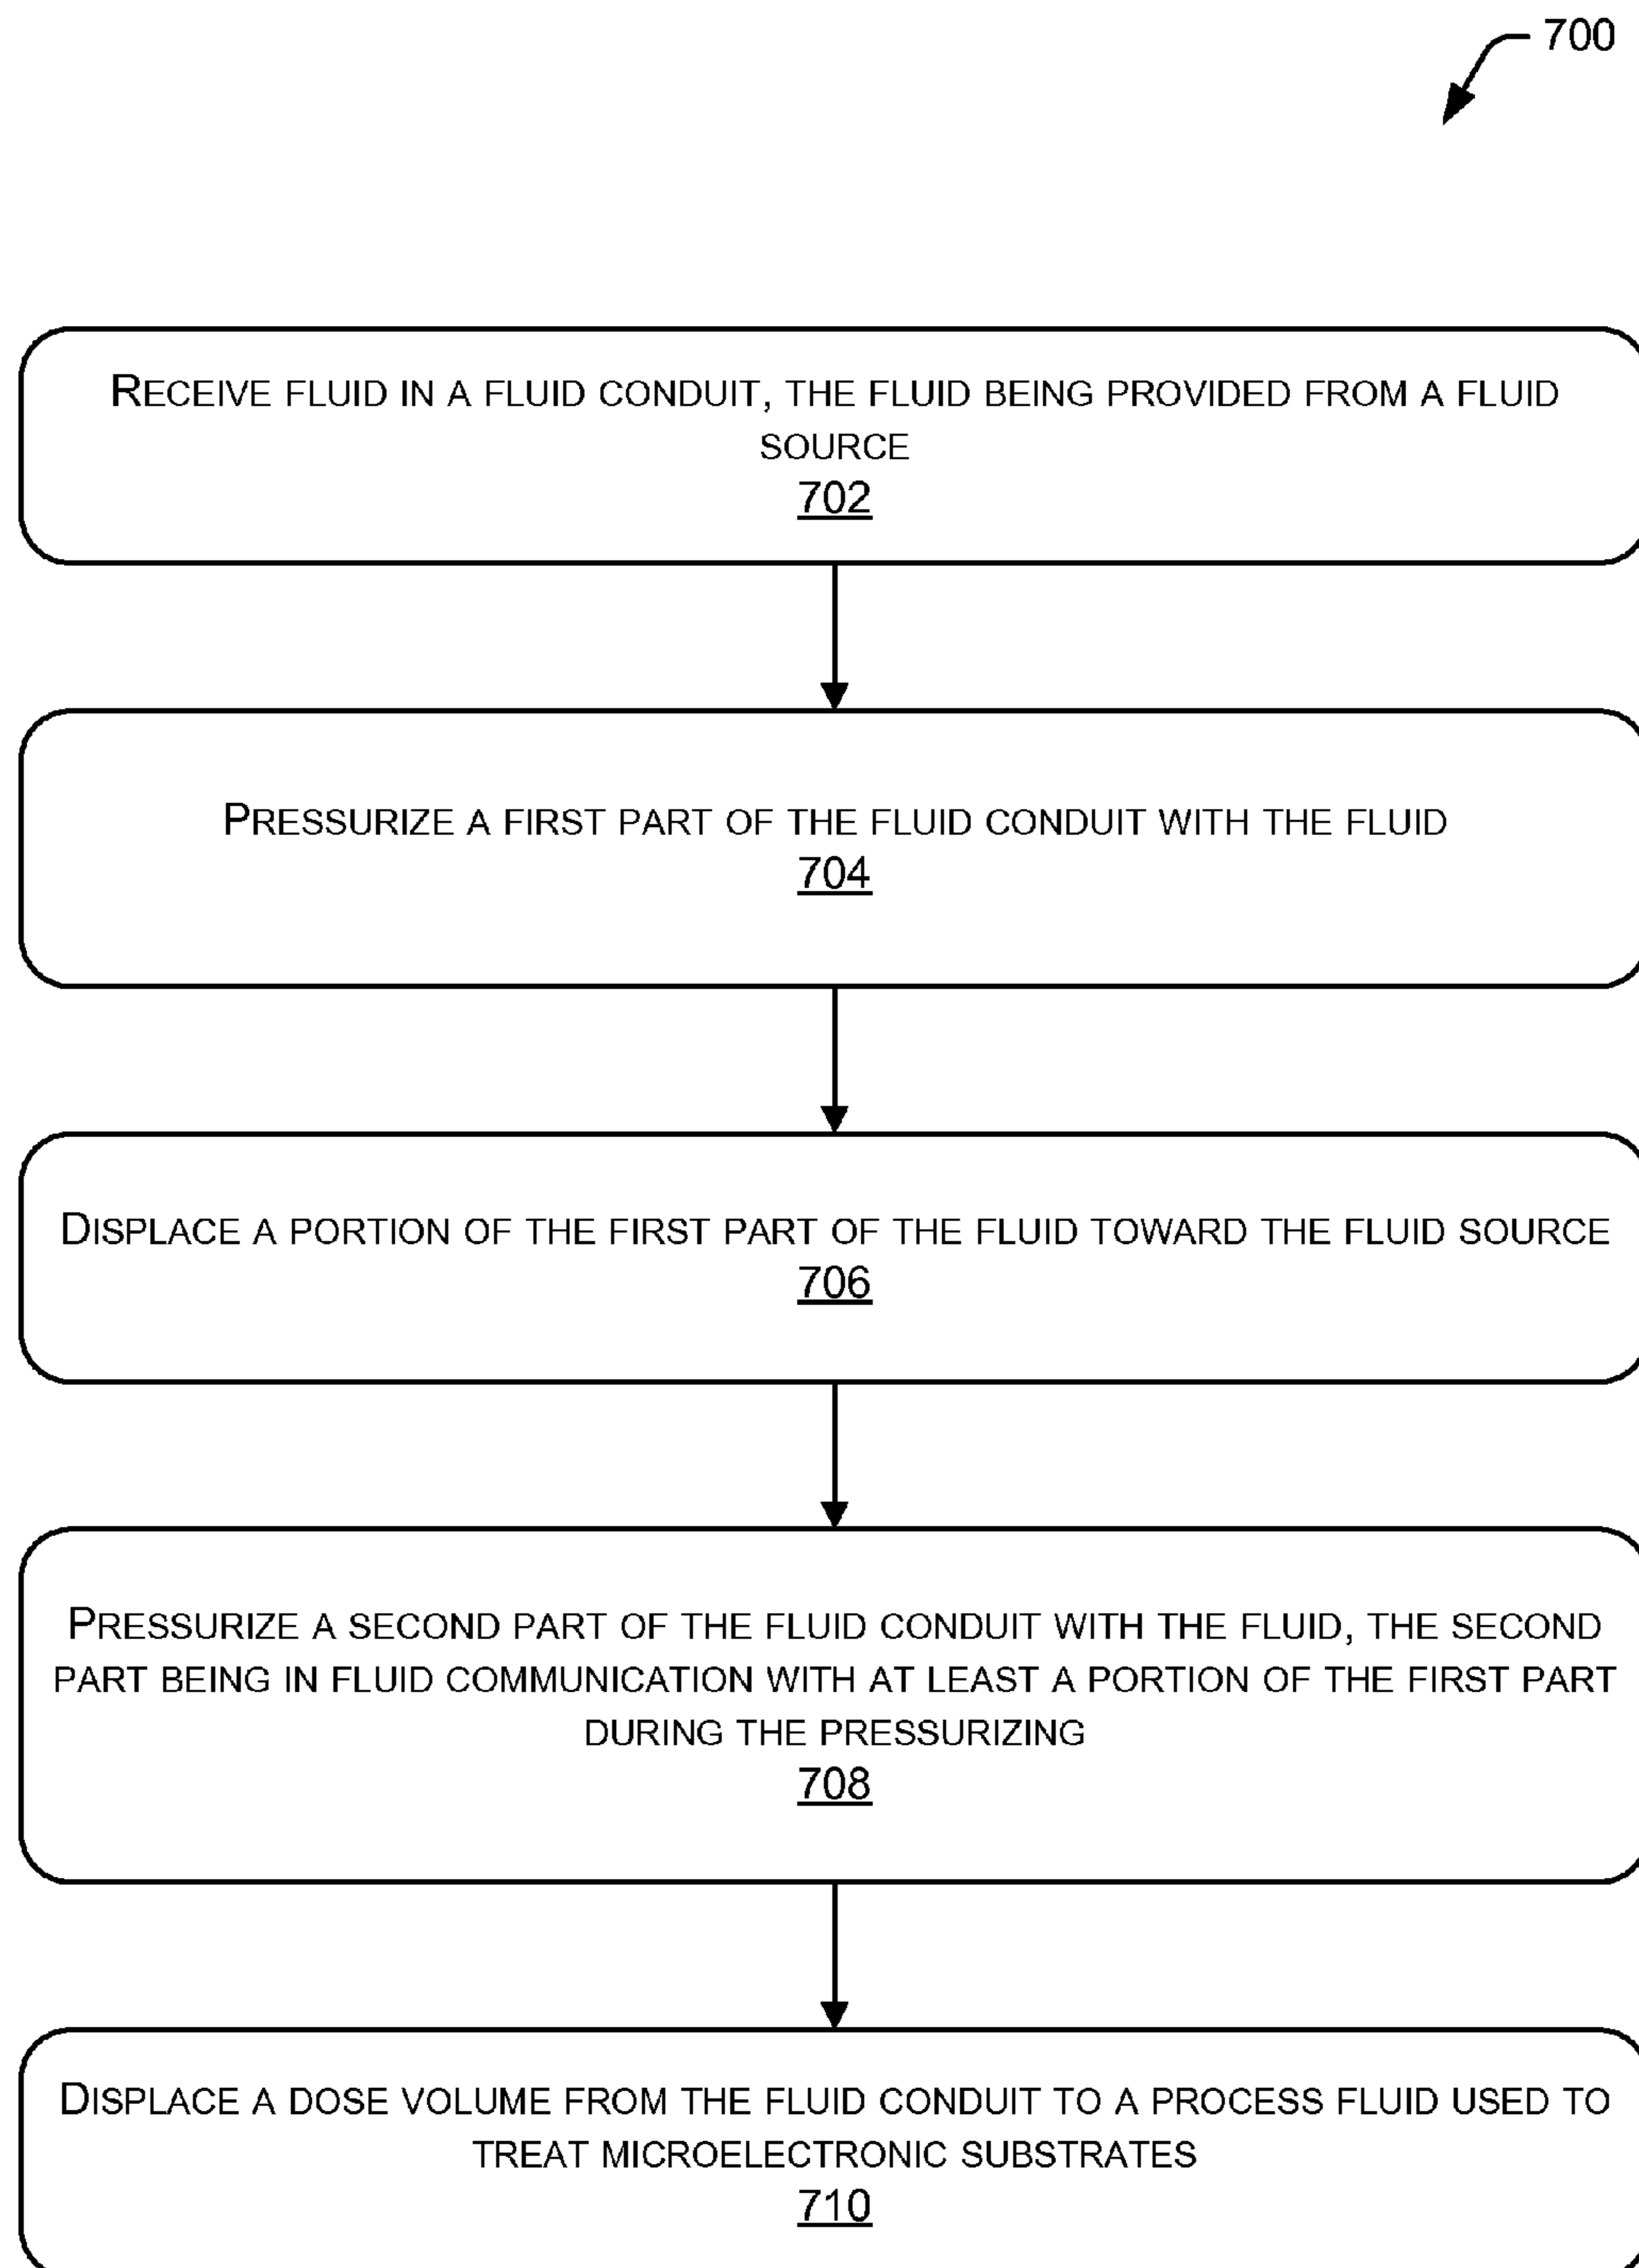 700
RECEIVE FLUID IN A FLUID CONDUIT, THE FLUID BEING PROVIDED FROM A FLUID
SOURCE
702
PRESSURIZE A FIRST PART OF THE FLUID CONDUIT WITH THE FLUID
704
DISPLACE A PORTION OF THE FIRST PART OF THE FLUID TOWARD THE FLUID SOURCE
706
PRESSURIZE A SECOND PART OF THE FLUID CONDUIT WITH THE FLUID, THE SECOND
PART BEING IN FLUID COMMUNICATION WITH AT LEAST A PORTION OF THE FIRST PART
DURING THE PRESSURIZING
708
DISPLACE A DOSE VOLUME FROM THE FLUID CONDUIT TO A PROCESS FLUID USED TO
TREAT MICROELECTRONIC SUBSTRATES
710